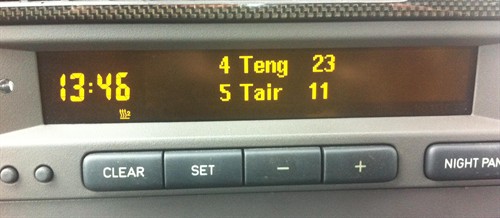 13:46
4 Teng 23
5 Tair 11
CLEAR SET - + NIGHT PAN